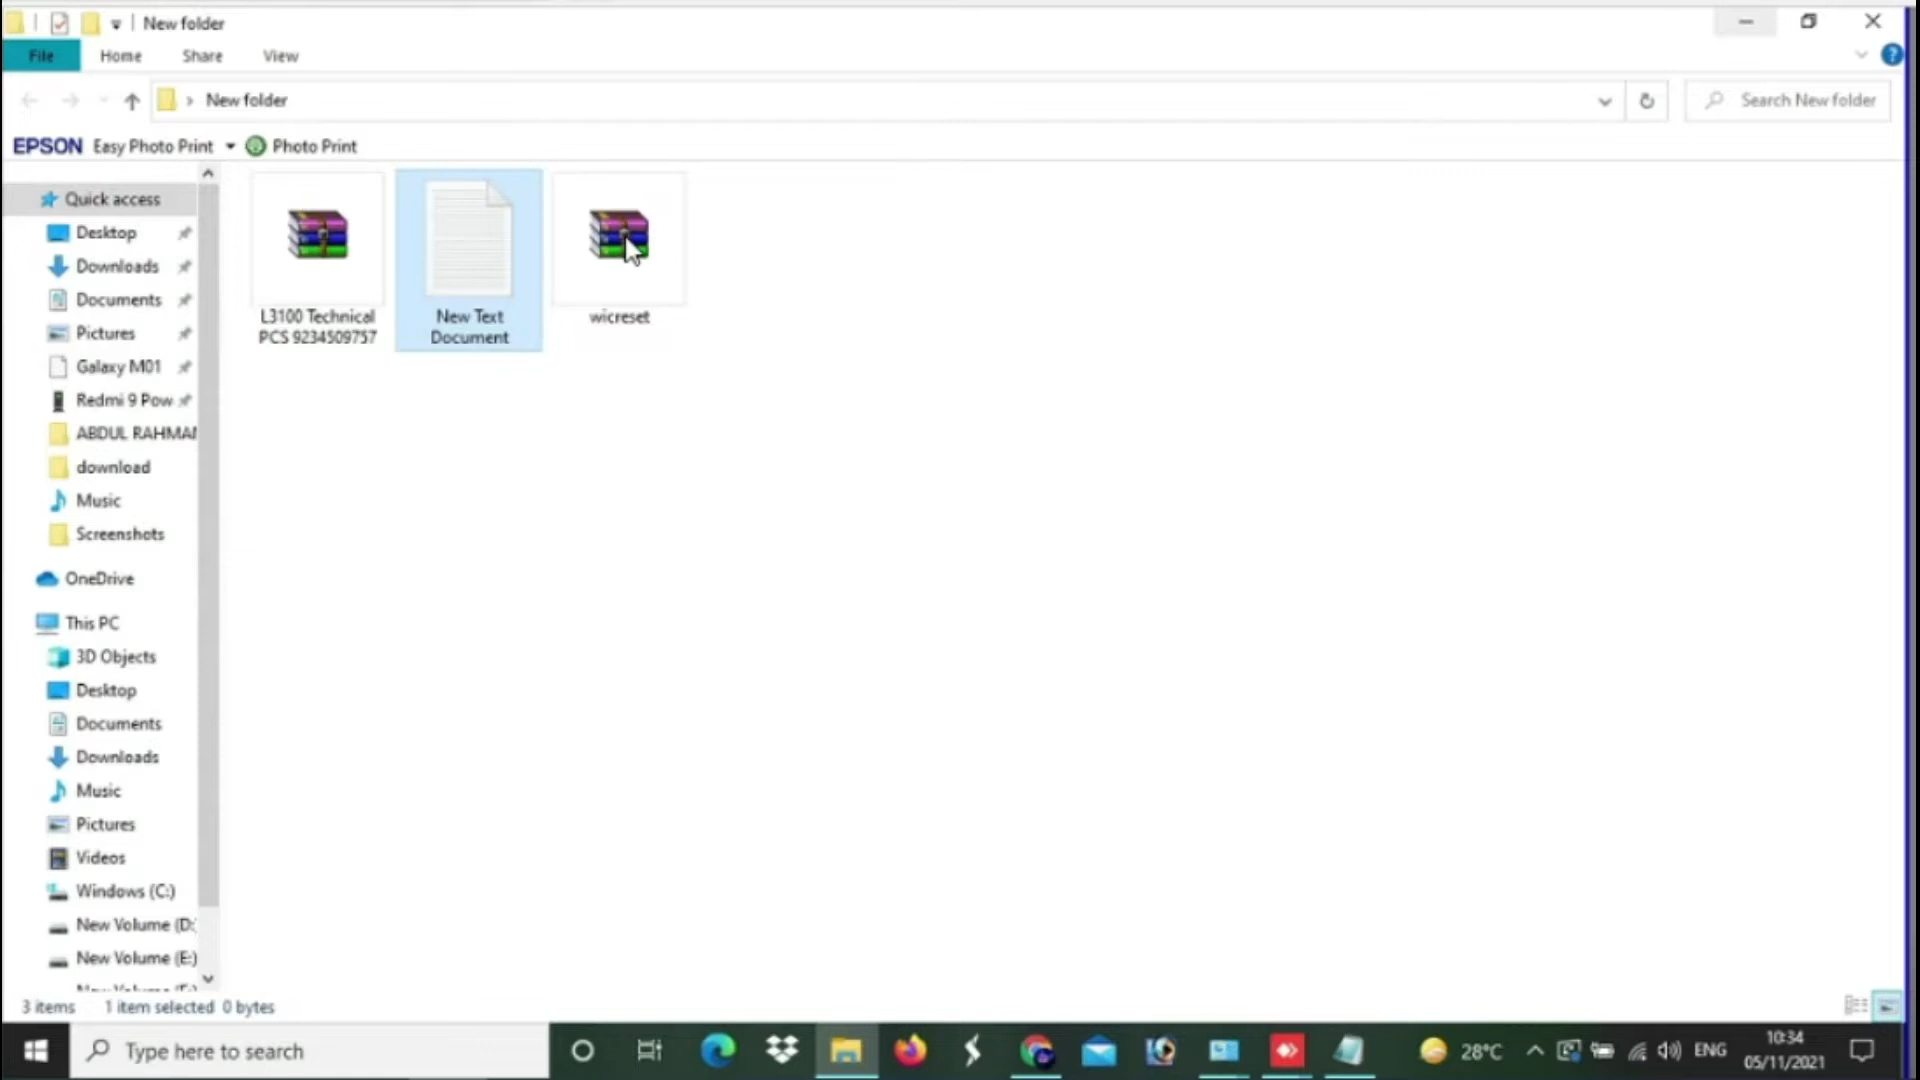 New folder
File Home Share View
New folder
Search New folder
EPSON Easy Photo Print Photo Print
Quick access
Desktop
Downloads
Documents
Pictures
Galaxy M01
Redmi 9 Pow
ABDUL RAHMAN
download
Music
Screenshots
OneDrive
This PC
3D Objects
Desktop
Documents
Downloads
Music
Pictures
Videos
Windows (C:)
New Volume (D:
New Volume (E:)
L3100 Technical
PCS 9234509757
New Text
Document
wicreset
3 items 1 item selected 0 bytes
Type here to search
28°C
ENG
10:34
05/11/2021